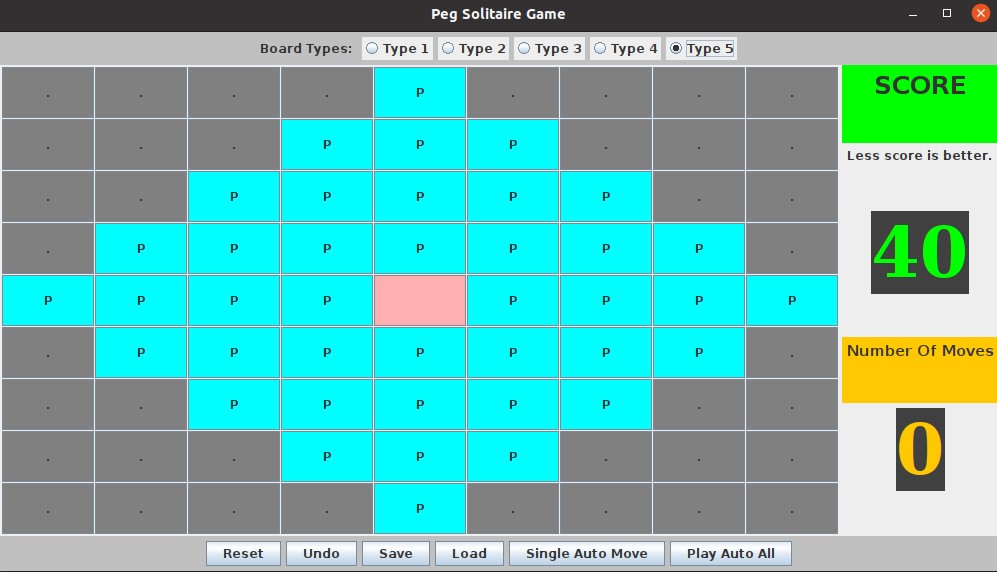 Peg Solitaire Game
Board Types: Type 1 Type 2 Type 3 Type 4 Type 5
. . . . P . . . .
. . . P P P . . .
. . P P P P P . .
. P P P P P P P .
P P P P P P P P
. P P P P P P P .
. . P P P P P . .
. . . P P P . . .
. . . . P . . . .
SCORE
Less score is better.
40
Number Of Moves
0
Reset Undo Save Load Single Auto Move Play Auto All